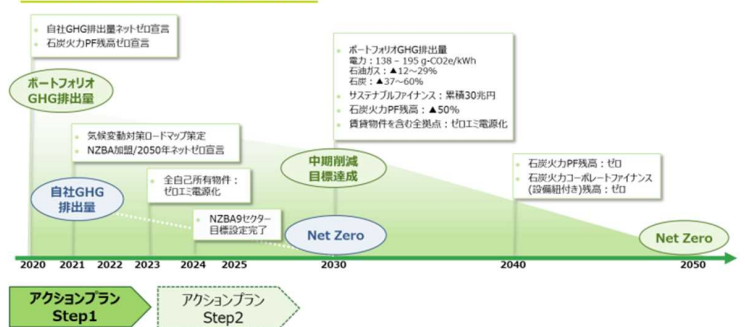 自社GHG排出量ネットゼロ宣言
石炭火力PF残高ゼロ宣言
ポートフォリオ
GHG排出量
ポートフォリオGHG排出量
電力：138 – 195 g-CO2e/kWh
石油ガス：▲12～29%
石炭：▲37～60%
サステナブルファイナンス：累積30兆円
石炭火力PF残高：▲50%
賃貸物件を含む全拠点：ゼロエミ電源化
気候変動対策ロードマップ策定
NZBA加盟/2050年ネットゼロ宣言
自社GHG
排出量
全自己所有物件：
ゼロエミ電源化
NZBA9セクター
目標設定完了
中期削減
目標達成
Net Zero
石炭火力PF残高：ゼロ
石炭火力コーポレートファイナンス
(設備紐付き)残高：ゼロ
Net Zero
2020 2021 2022 2023 2024 2025 2030 2040 2050
アクションプラン
Step1
アクションプラン
Step2